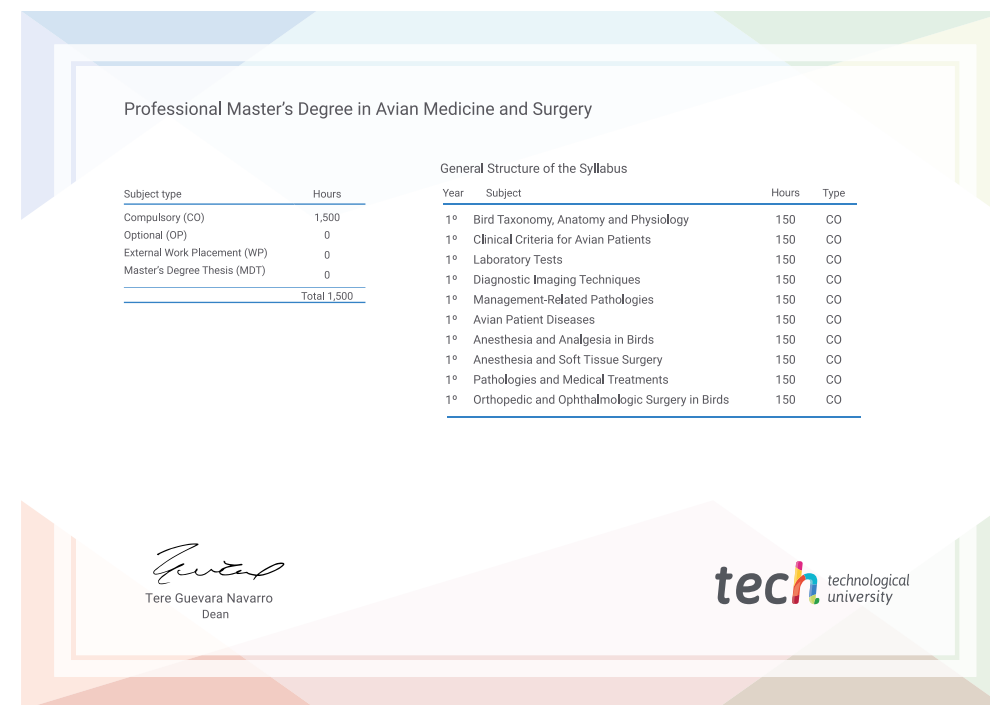 Professional Master's Degree in Avian Medicine and Surgery
General Structure of the Syllabus
Subject type Hours
Compulsory (CO) 1,500
Optional (OP) 0
External Work Placement (WP) 0
Master's Degree Thesis (MDT) 0
Total 1,500
Year Subject Hours Type
1º Bird Taxonomy, Anatomy and Physiology 150 CO
1º Clinical Criteria for Avian Patients 150 CO
1º Laboratory Tests 150 CO
1º Diagnostic Imaging Techniques 150 CO
1º Management-Related Pathologies 150 CO
1º Avian Patient Diseases 150 CO
1º Anesthesia and Analgesia in Birds 150 CO
1º Anesthesia and Soft Tissue Surgery 150 CO
1º Pathologies and Medical Treatments 150 CO
1º Orthopedic and Ophthalmologic Surgery in Birds 150 CO
Tere Guevara Navarro
Dean
tech technological
university